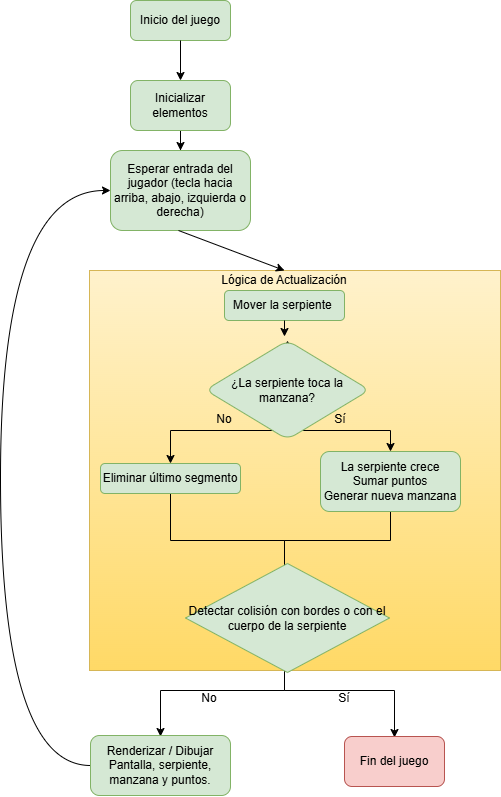 Inicio del juego
Inicializar
elementos
Esperar entrada del
jugador (tecla hacia
arriba, abajo, izquierda o
derecha)
Lógica de Actualización
Mover la serpiente
¿La serpiente toca la
manzana?
No
Sí
Eliminar último segmento
La serpiente crece
Sumar puntos
Generar nueva manzana
Detectar colisión con bordes o con el
cuerpo de la serpiente
No
Sí
Renderizar / Dibujar
Pantalla, serpiente,
manzana y puntos.
Fin del juego